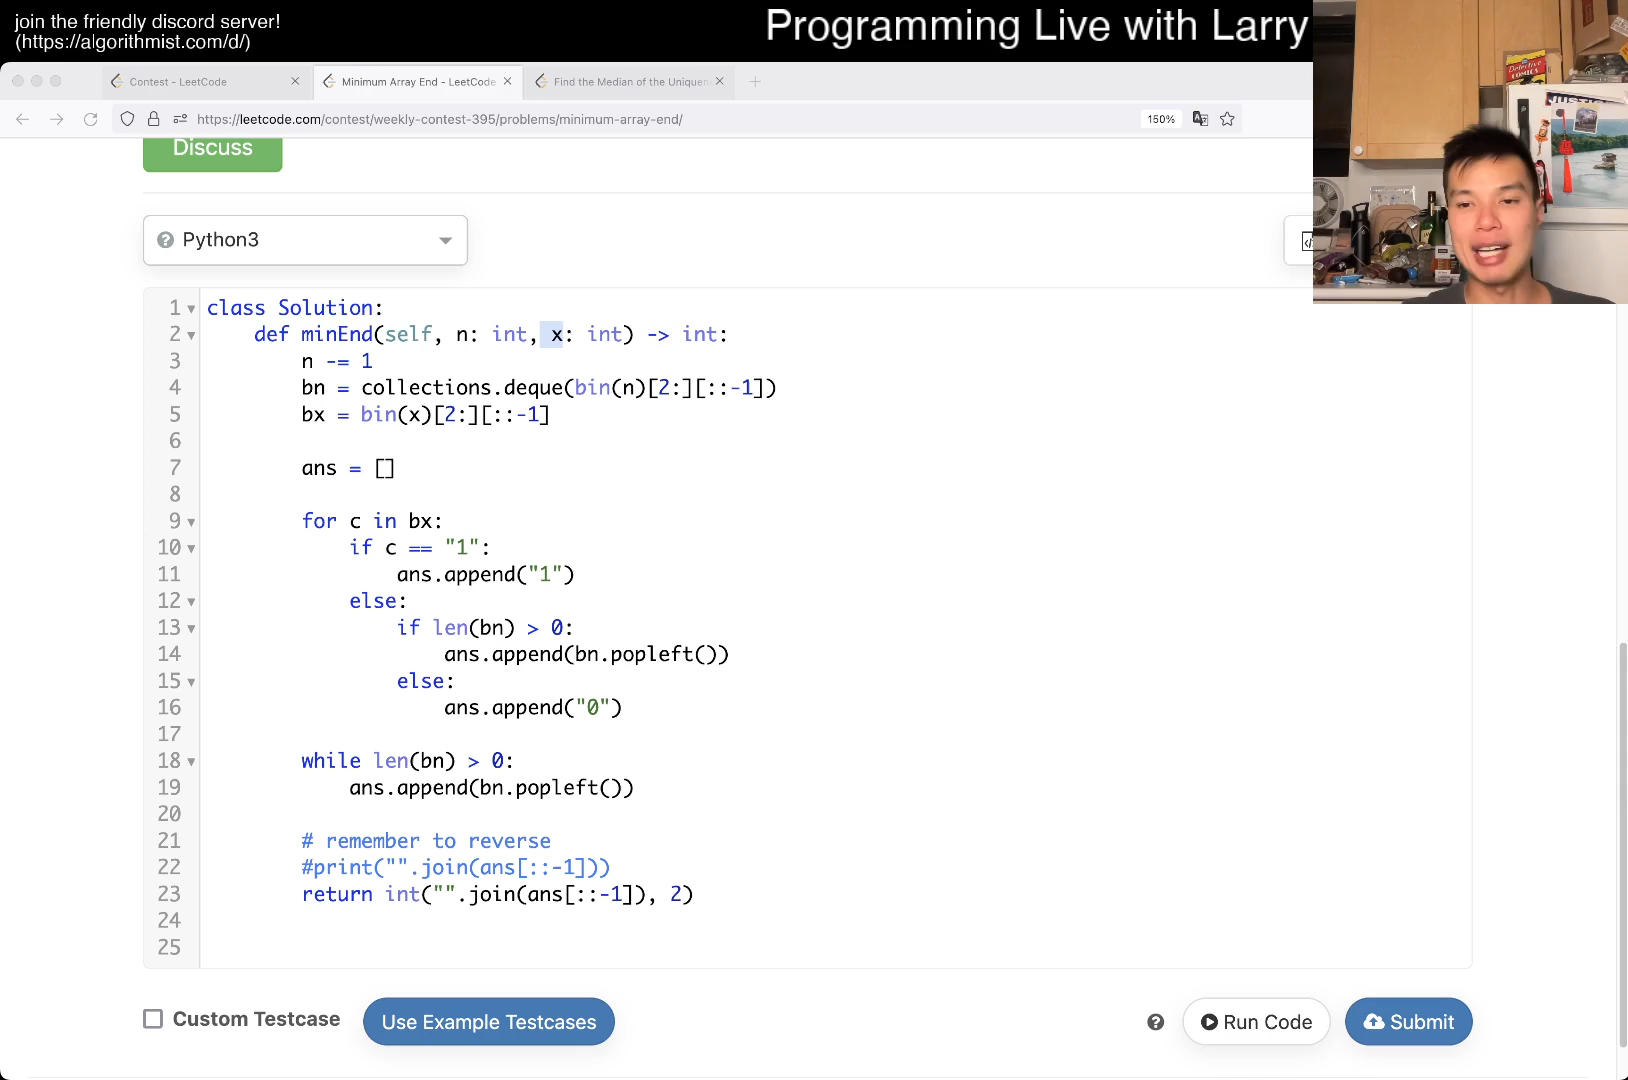 join the friendly discord server!
(https://algorithmist.com/d/)
Programming Live with Larry
Contest - LeetCode
Minimum Array End - LeetCode
Find the Median of the Uniquen
https://leetcode.com/contest/weekly-contest-395/problems/minimum-array-end/
150%
Discuss
Python3
1 class Solution:
2 def minEnd(self, n: int, x: int) -> int:
3 n -= 1
4 bn = collections.deque(bin(n)[2:][::-1])
5 bx = bin(x)[2:][::-1]
6
7 ans = []
8
9 for c in bx:
10 if c == "1":
11 ans.append("1")
12 else:
13 if len(bn) > 0:
14 ans.append(bn.popleft())
15 else:
16 ans.append("0")
17
18 while len(bn) > 0:
19 ans.append(bn.popleft())
20
21 # remember to reverse
22 #print("".join(ans[::-1]))
23 return int("".join(ans[::-1]), 2)
24
25
Custom Testcase
Use Example Testcases
Run Code
Submit